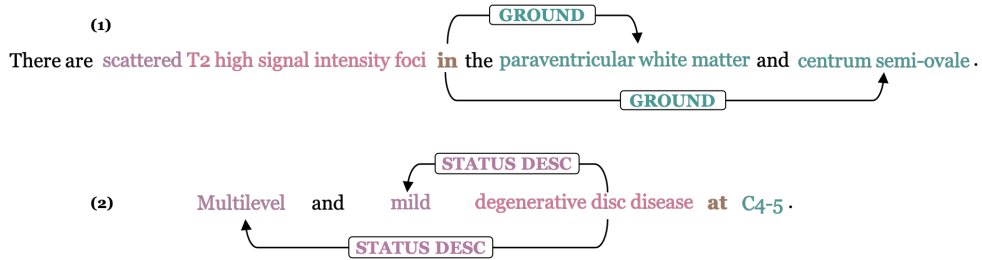 (1)
GROUND
There are scattered T2 high signal intensity foci in the paraventricular white matter and centrum semi-ovale .
GROUND
STATUS DESC
(2) Multilevel and mild degenerative disc disease at C4-5 .
STATUS DESC